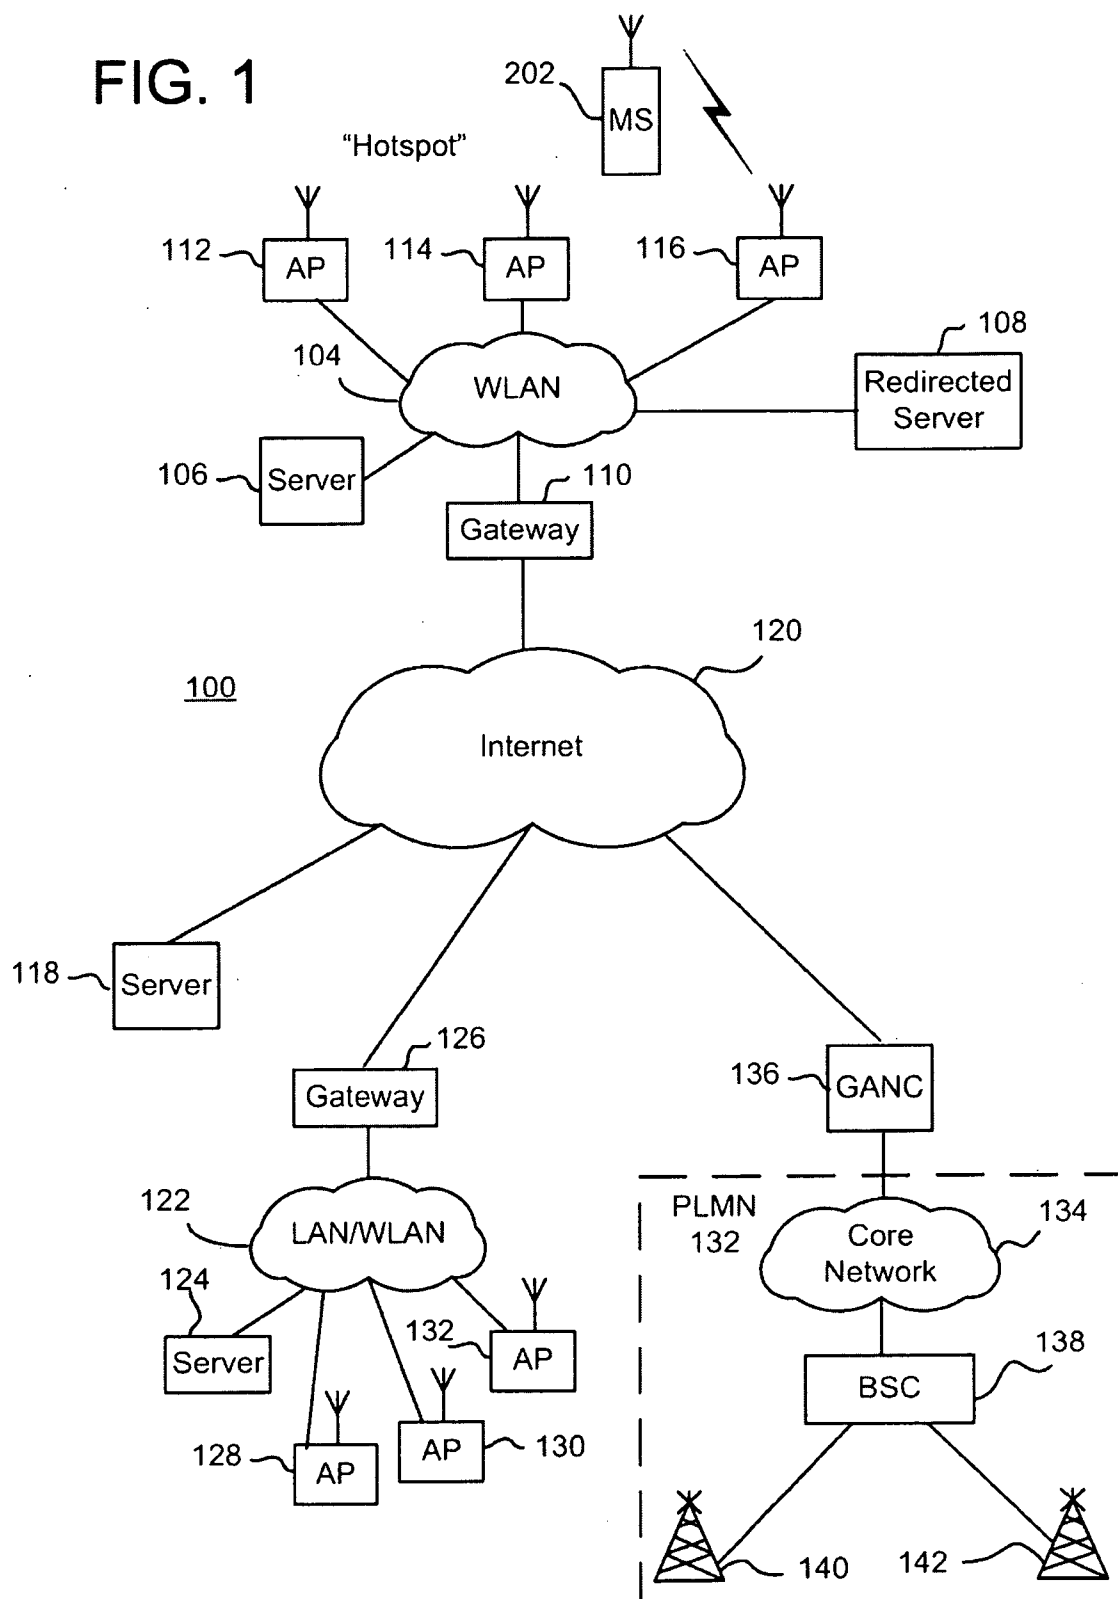 FIG. 1
202
MS
"Hotspot"
112
AP
114
AP
116
AP
104
WLAN
108
Redirected
Server
106
Server
110
Gateway
120
100
Internet
118
Server
126
Gateway
136
GANC
122
LAN/WLAN
PLMN
132
Core
Network
134
124
Server
132
AP
138
BSC
128
AP
AP
130
140
142